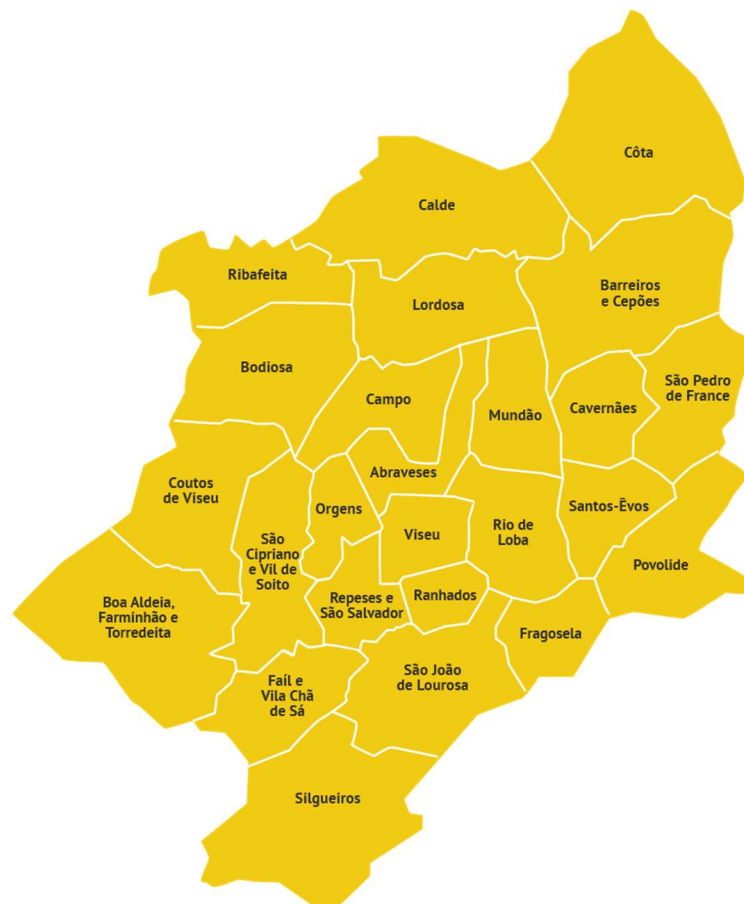 Côta
Calde
Ribafeita
Lordosa
Barreiros
e Cepões
Bodiosa
São Pedro
de France
Campo
Mundão
Cavernães
Abraveses
Coutos
de Viseu
Orgens
Santos-Êvos
Viseu
Rio de
Loba
São
Cipriano
e Vil de
Soito
Povolide
Boa Aldeia,
Farminhão e
Torredeita
Repeses e
São Salvador
Ranhados
Fragosela
São João
de Lourosa
Faíl e
Vila Chã
de Sá
Silgueiros